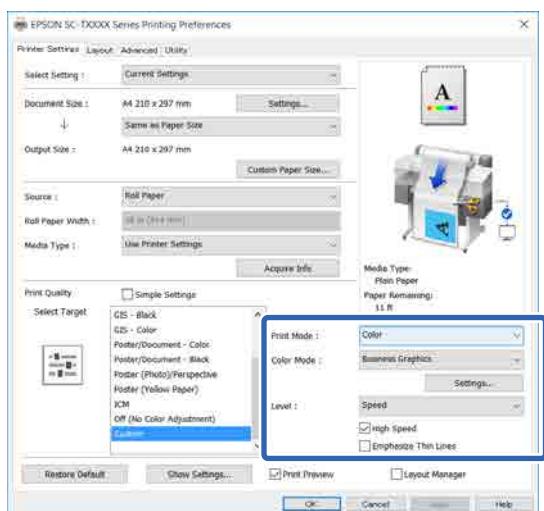 EPSON SC-TXXXX Series Printing Preferences
Printer Settings Layout Advanced Utility
Select Setting : Current Settings
Document Size : A4 210 x 297 mm Settings...
Same as Paper Size
Output Size : A4 210 x 297 mm
Custom Paper Size...
Source : Roll Paper
Roll Paper Width :
Media Type : Use Printer Settings
Acquire Info
Media Type:
Plain Paper
Paper Remaining:
11 ft
Print Quality Simple Settings
Select Target
GIS - Black
GIS - Color
Poster/Document - Color
Poster/Document - Black
Poster (Photo)/Perspective
Poster (Yellow Paper)
ICM
Off (No Color Adjustment)
Custom
Print Mode : Color
Color Mode : Business Graphics
Settings...
Level : Speed
High Speed
Emphasize Thin Lines
Restore Default Show Settings... Print Preview Layout Manager
OK Cancel Help
A